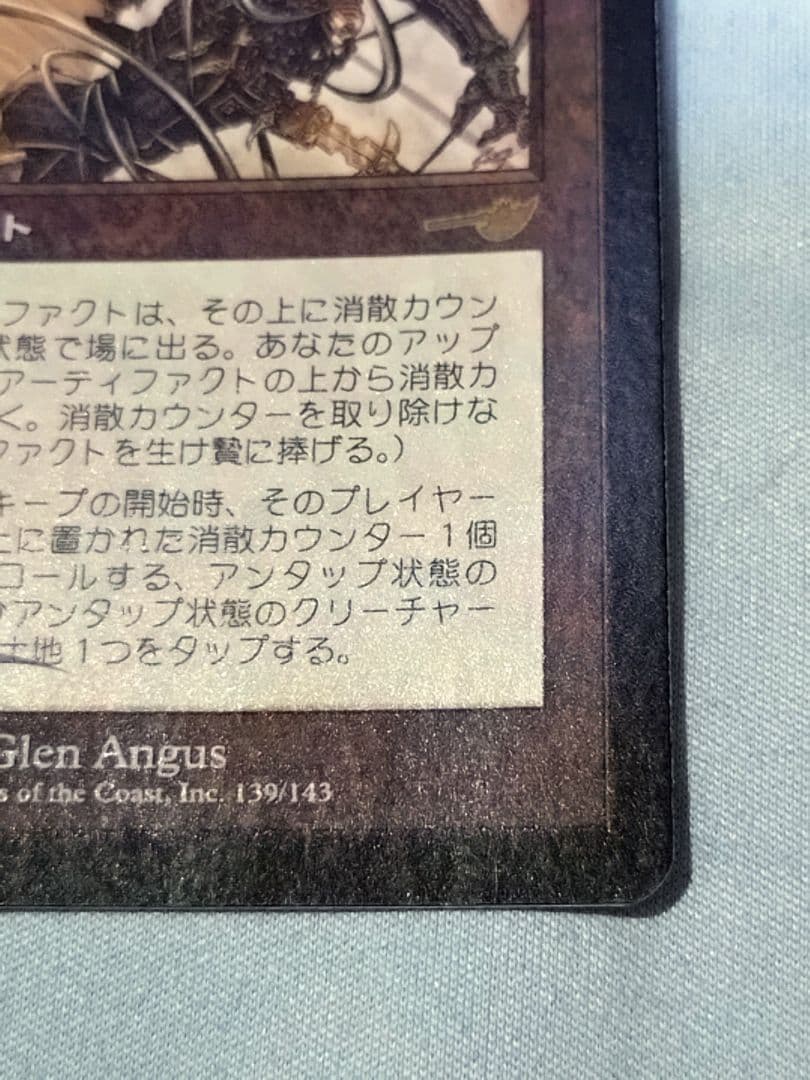 ト
ファクトは、その上に消散カウン
状態で場に出る。あなたのアップ
アーティファクトの上から消散カ
く。消散カウンターを取り除けな
ファクトを生け贄に捧げる。)
キープの開始時、そのプレイヤー
上に置かれた消散カウンター1個
コールする、アンタップ状態の
アンタップ状態のクリーチャー
土地1つをタップする。
Glen Angus
s of the Coast, Inc. 139/143